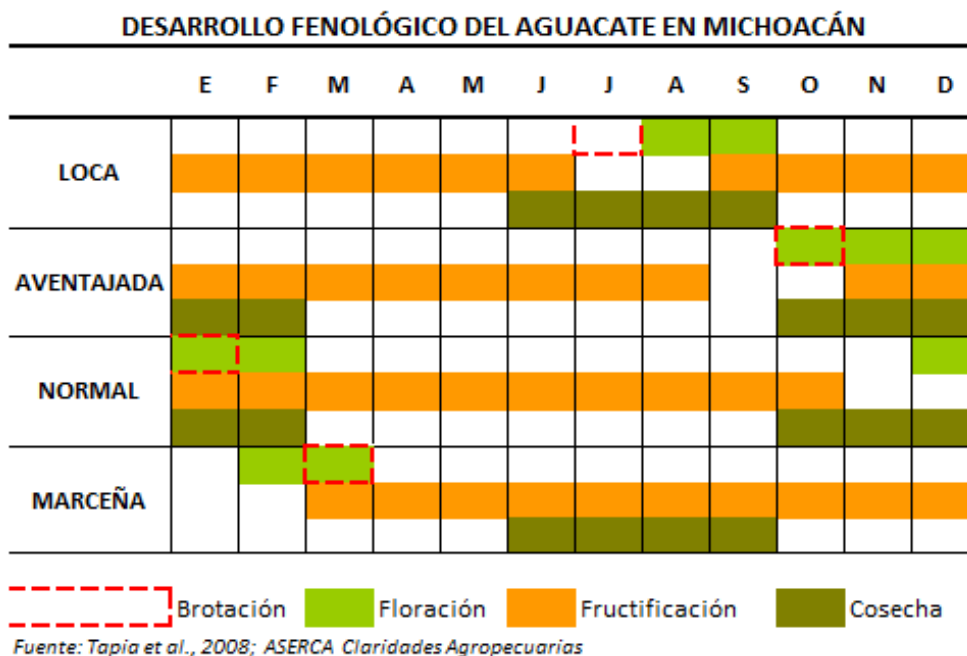 DESARROLLO FENOLÓGICO DEL AGUACATE EN MICHOACÁN
E F M A M J J A S O N D
LOCA
AVENTAJADA
NORMAL
MARCEÑA
Brotación Floración Fructificación Cosecha
Fuente: Tapia et al., 2008; ASERCA Claridades Agropecuarias